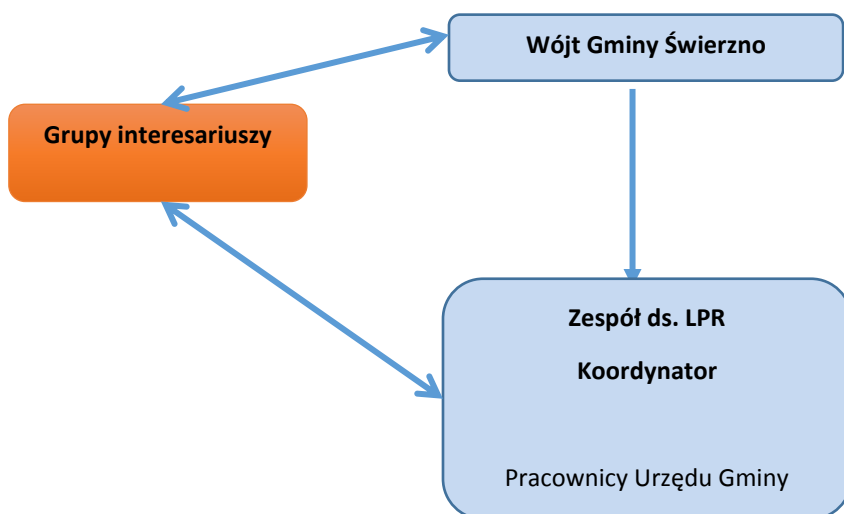 Wójt Gminy Świerzno
Grupy interesariuszy
Zespół ds. LPR
Koordynator
Pracownicy Urzędu Gminy